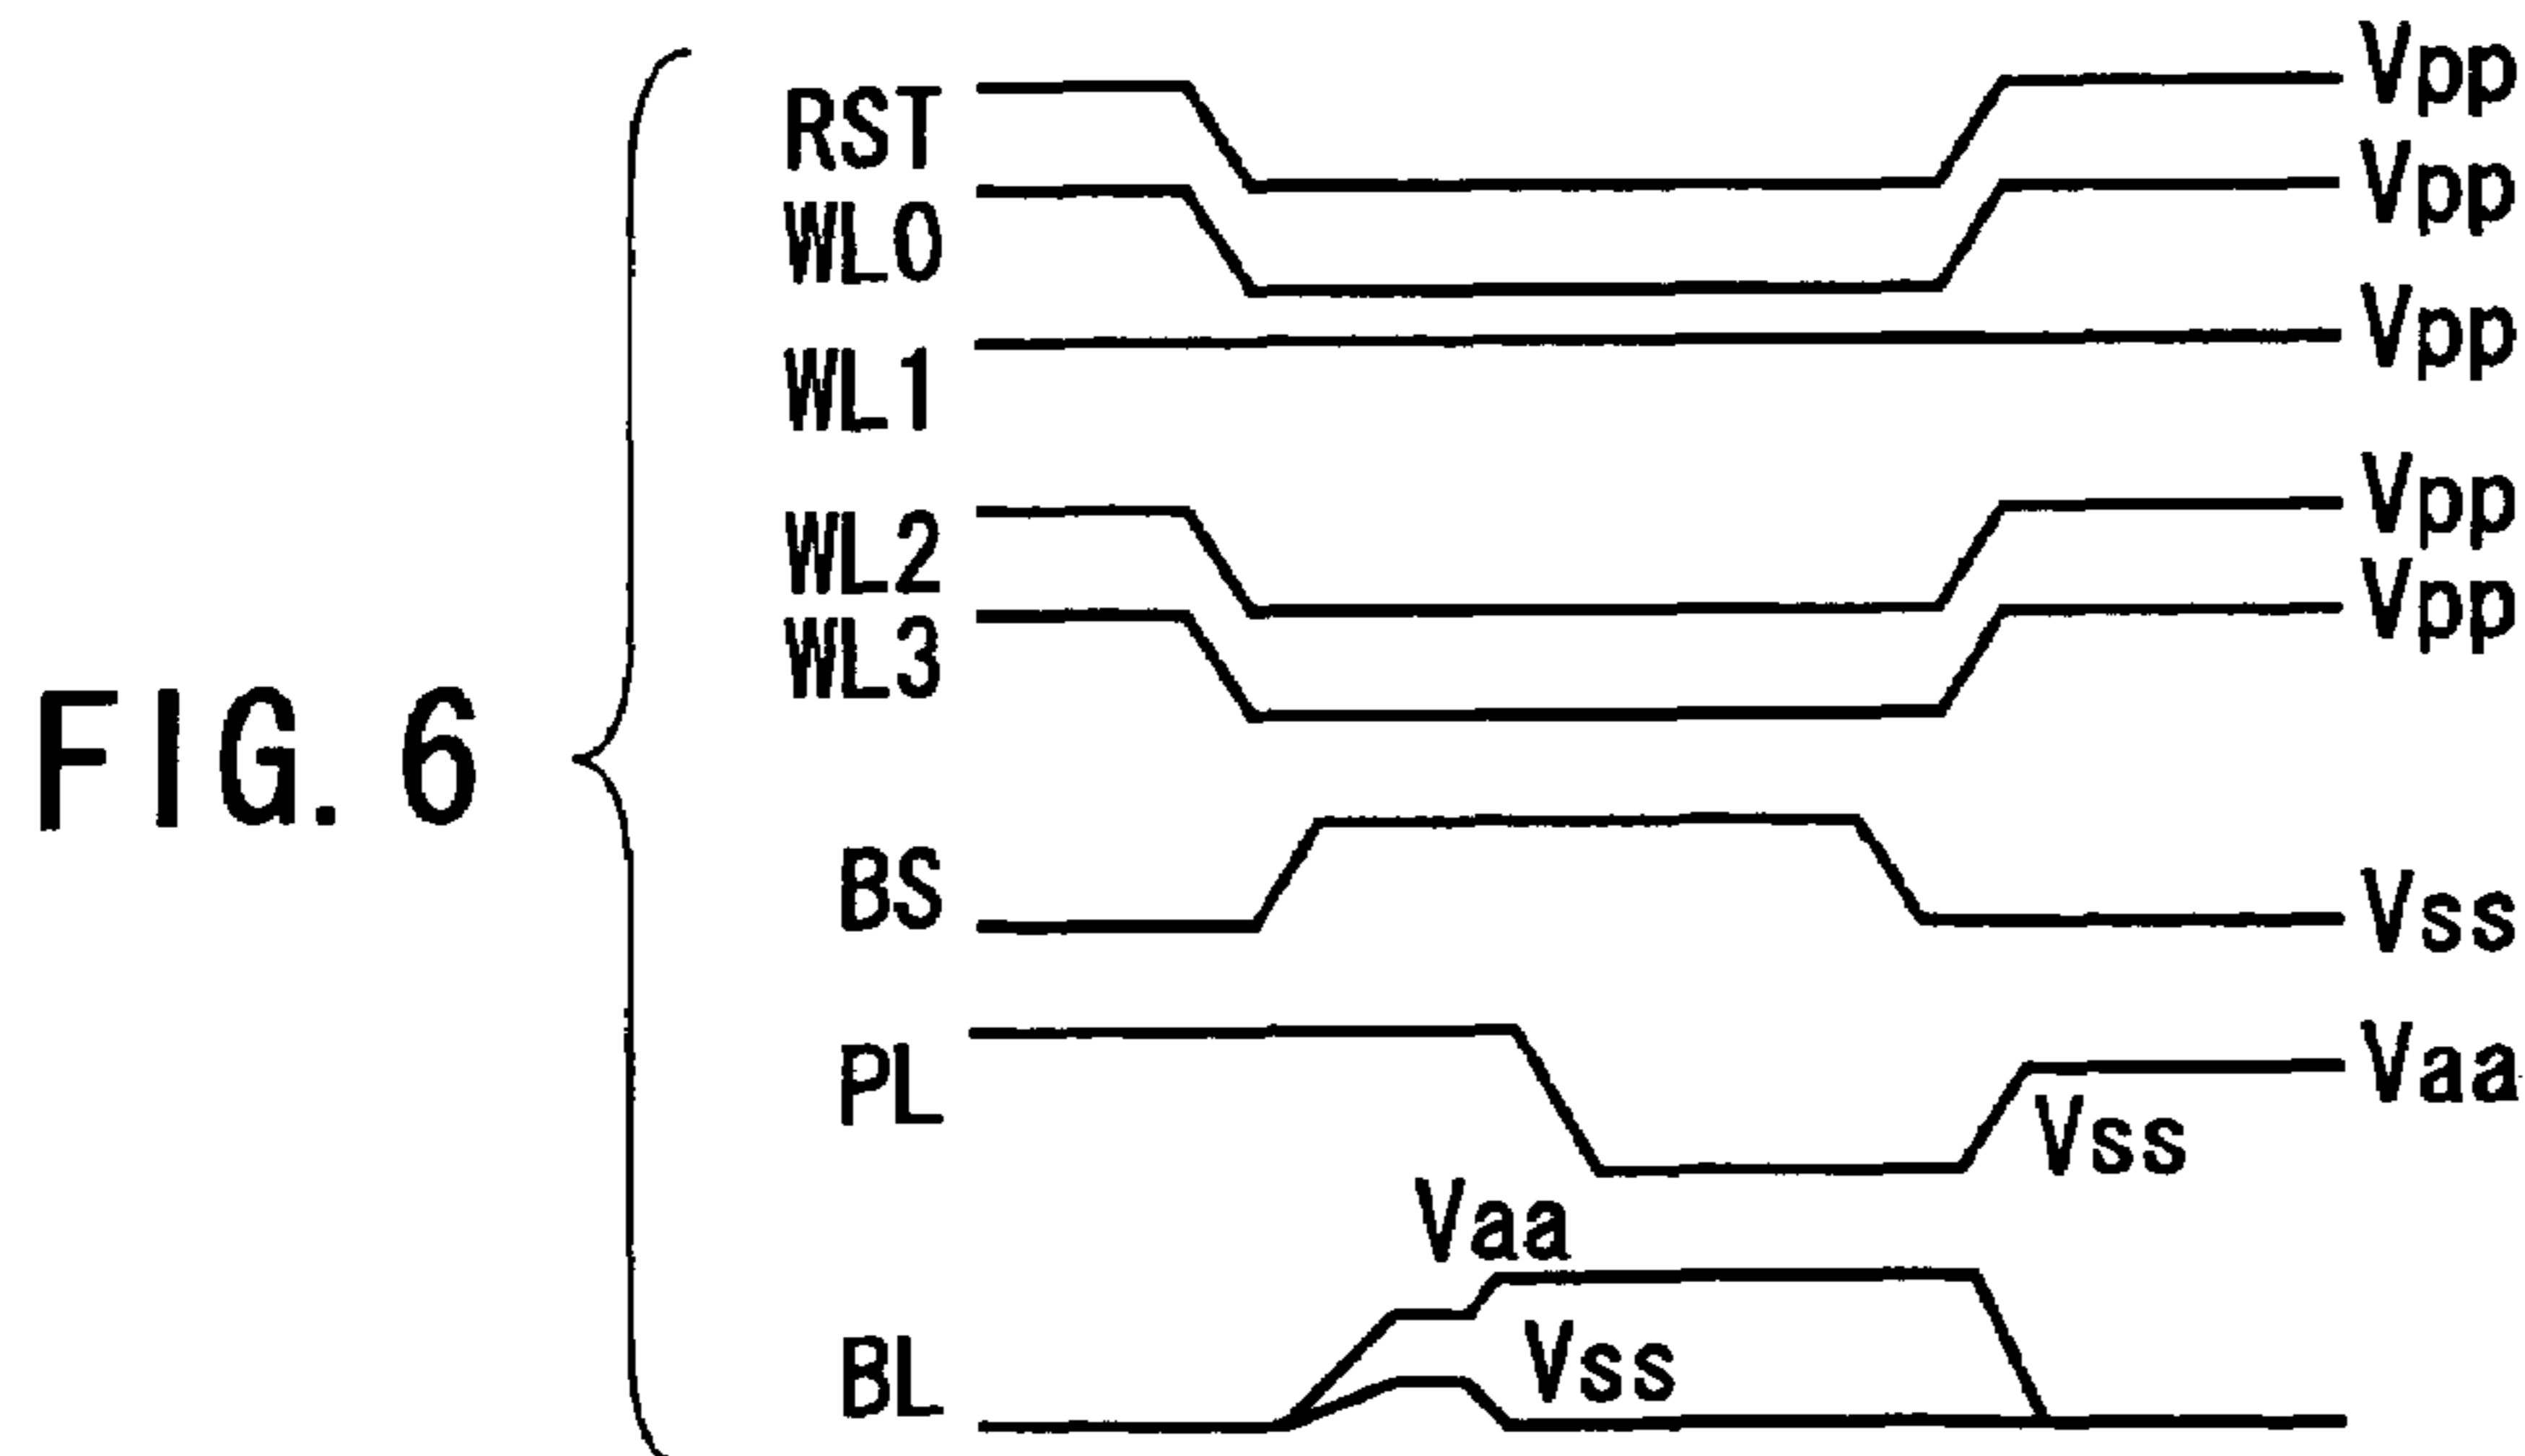 FIG. 6
RST Vpp
WL0 Vpp
WL1 Vpp
WL2 Vpp
WL3 Vpp
BS Vss
PL Vaa
Vss
Vaa
BL Vss